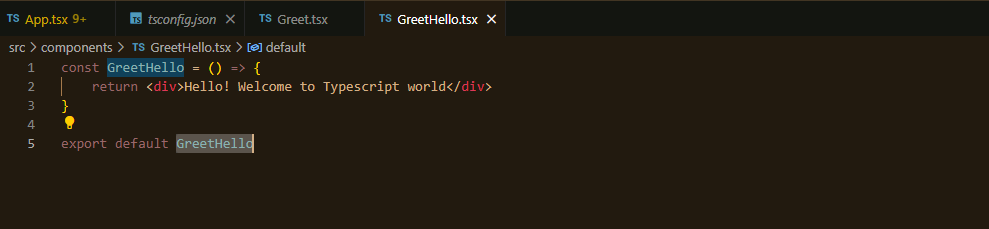 TS App.tsx 9+ TS tsconfig.json TS Greet.tsx TS GreetHello.tsx
src > components > TS GreetHello.tsx > default
1 const GreetHello = () => {
2 return <div>Hello! Welcome to Typescript world</div>
3 }
4
5 export default GreetHello